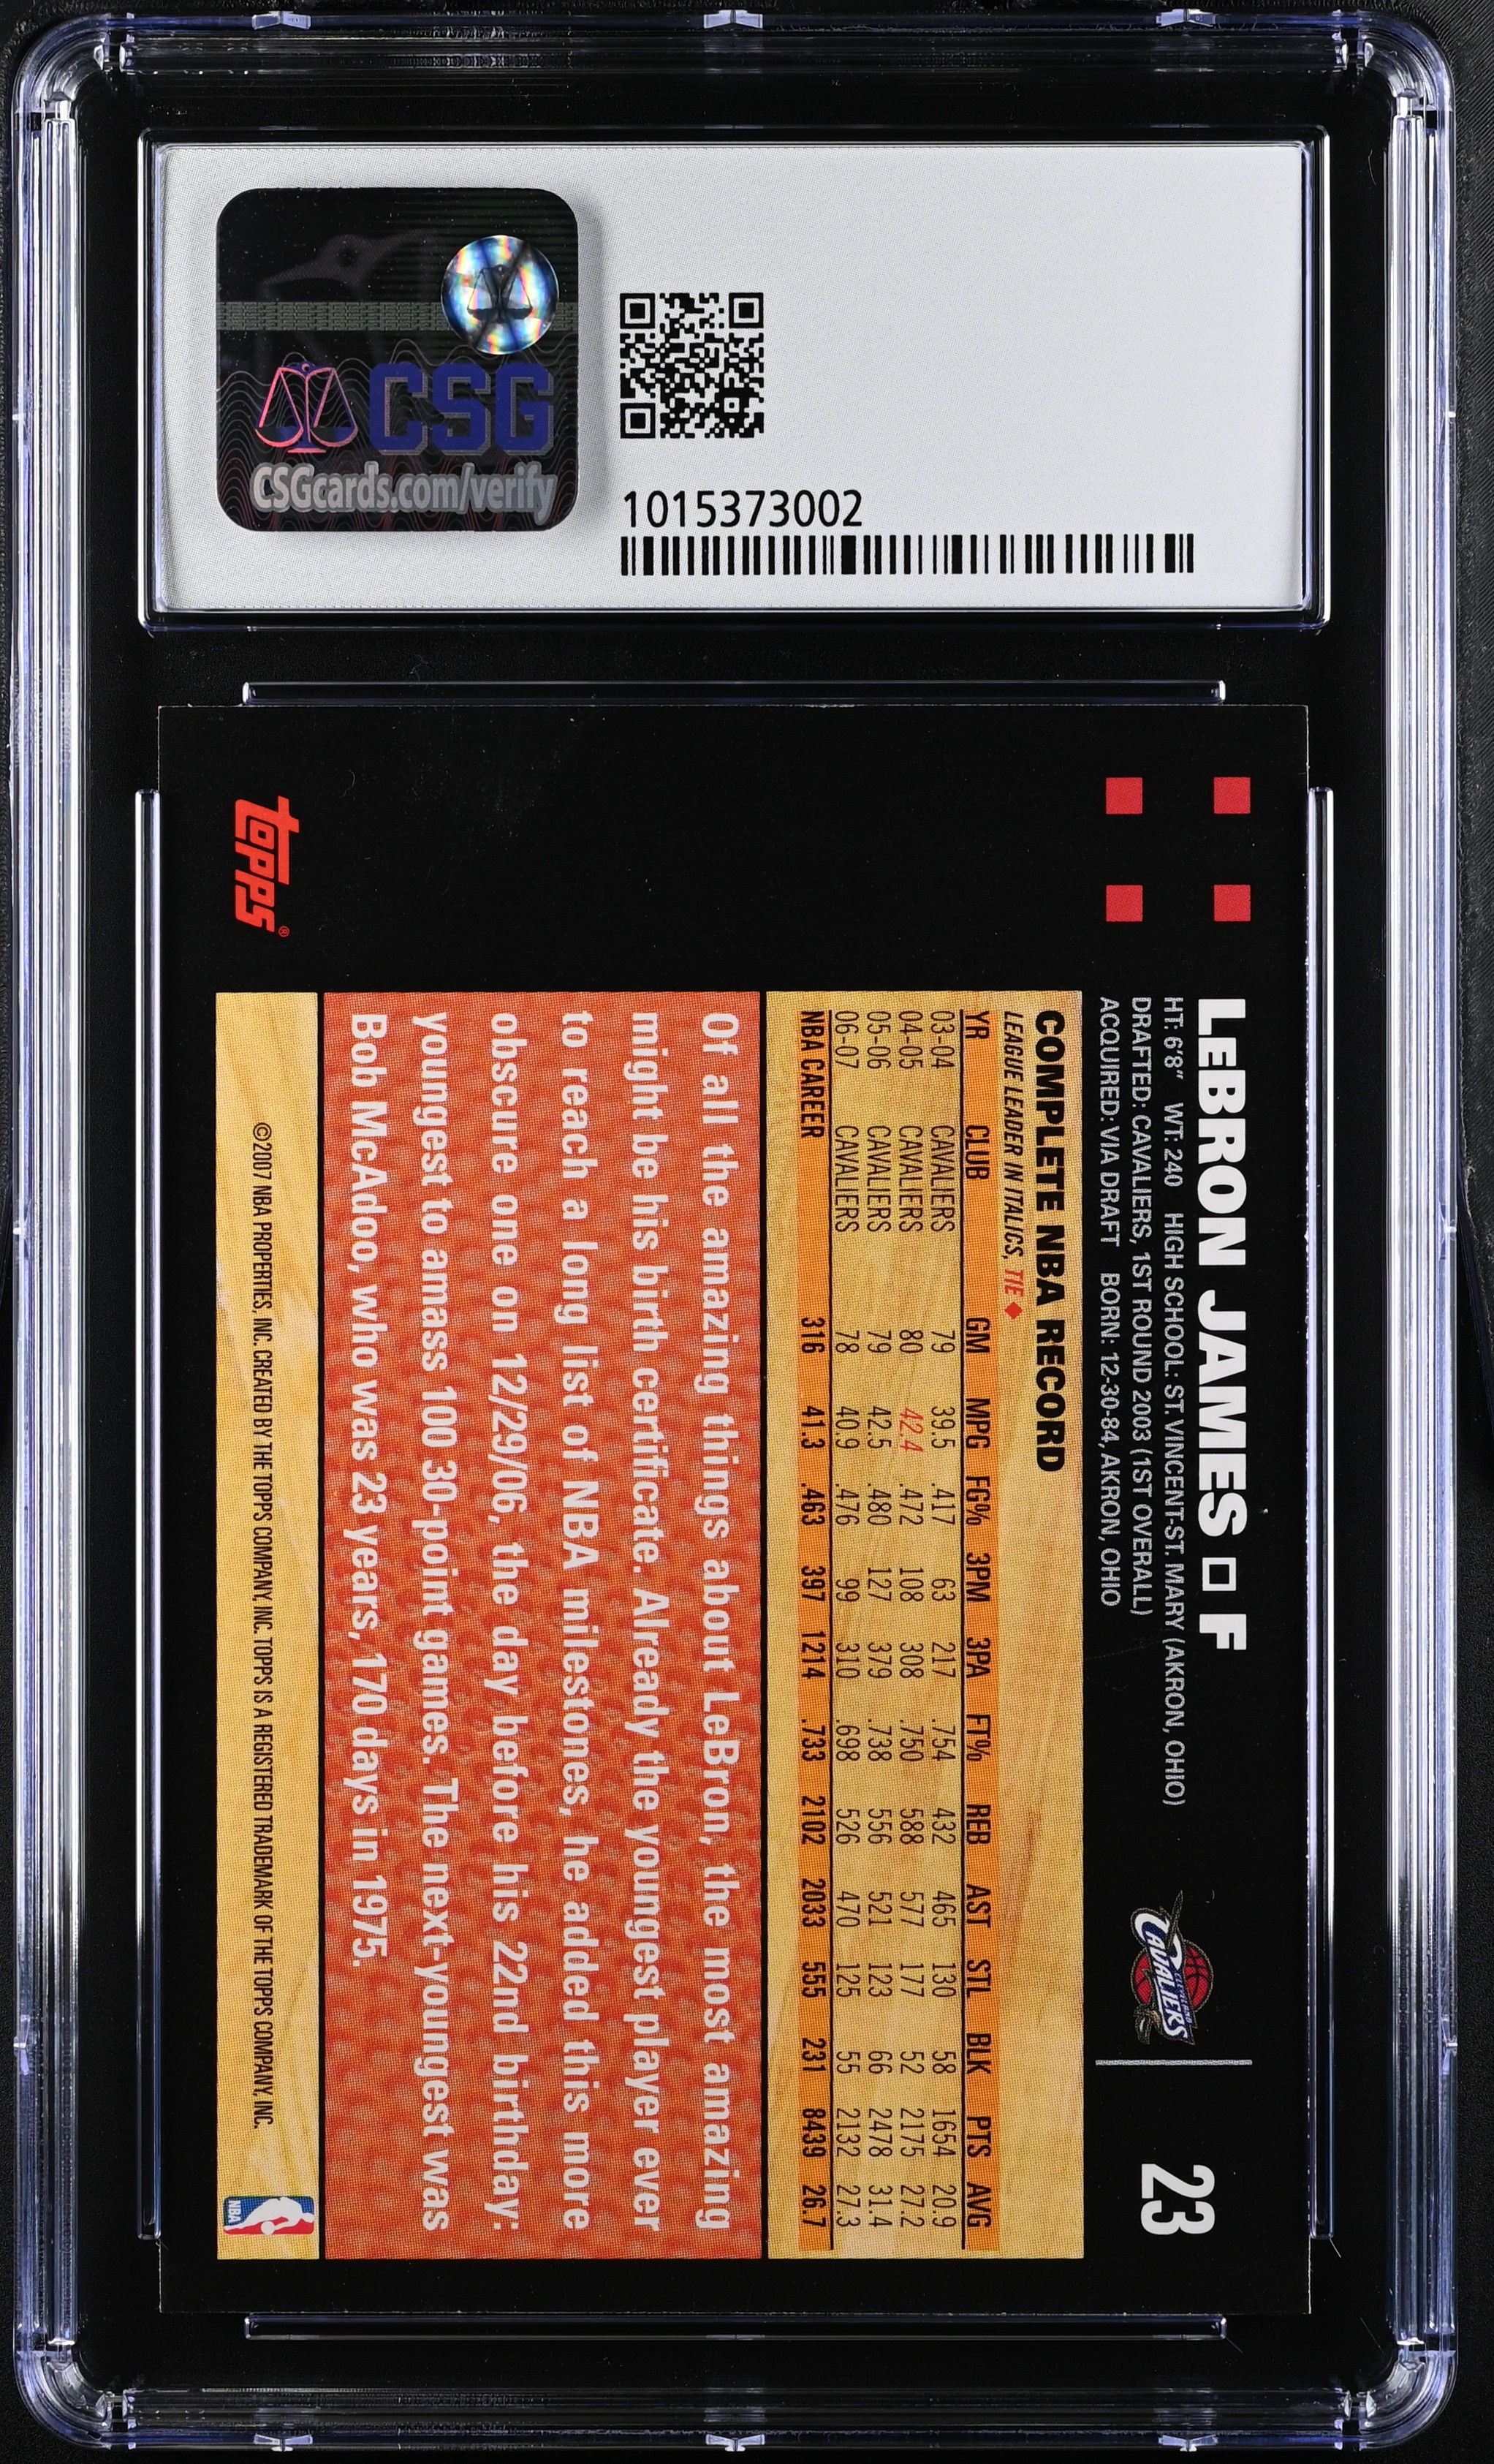 CSG
CSGcards.com/verify
1015373002
TOPPS®
LEBRON JAMES □ F
HT: 6'8" WT: 240 HIGH SCHOOL: ST. VINCENT-ST. MARY (AKRON, OHIO)
DRAFTED: CAVALIERS, 1ST ROUND 2003 (1ST OVERALL)
ACQUIRED: VIA DRAFT BORN: 12-30-84, AKRON, OHIO
CAVALIERS
23
COMPLETE NBA RECORD
LEAGUE LEADER IN ITALICS, TIE ◆
YR CLUB GM MPG FG% 3PM 3PA FT% REB AST STL BLK PTS AVG
03-04 CAVALIERS 79 39.5 .417 63 217 .754 432 465 130 58 1654 20.9
04-05 CAVALIERS 80 42.4 .472 108 308 .750 588 577 177 52 2175 27.2
05-06 CAVALIERS 79 42.5 .480 127 379 .738 556 521 123 66 2478 31.4
06-07 CAVALIERS 78 40.9 .476 99 310 .698 526 470 125 55 2132 27.3
NBA CAREER 316 41.3 .463 397 1214 .733 2102 2033 555 231 8439 26.7
Of all the amazing things about LeBron, the most amazing
might be his birth certificate. Already the youngest player ever
to reach a long list of NBA milestones, he added this more
obscure one on 12/29/06, the day before his 22nd birthday:
youngest to amass 100 30-point games. The next-youngest was
Bob McAdoo, who was 23 years, 170 days in 1975.
©2007 NBA PROPERTIES, INC. CREATED BY THE TOPPS COMPANY, INC. TOPPS IS A REGISTERED TRADEMARK OF THE TOPPS COMPANY, INC.
NBA